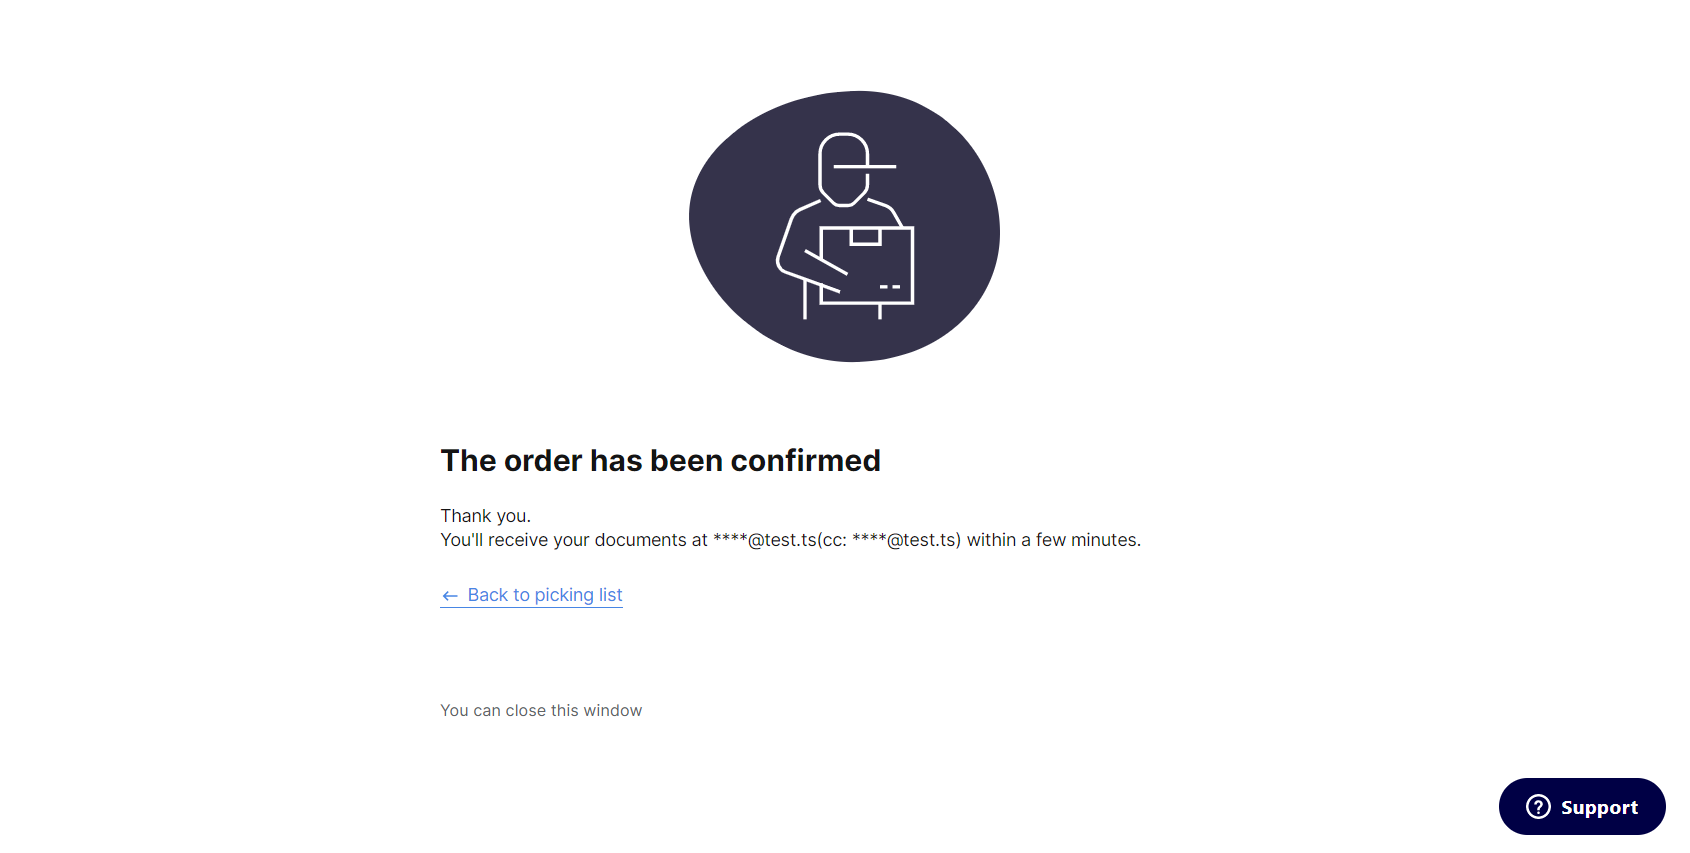 The order has been confirmed
Thank you.
You'll receive your documents at ****@test.ts(cc: ****@test.ts) within a few minutes.
← Back to picking list
You can close this window
Support